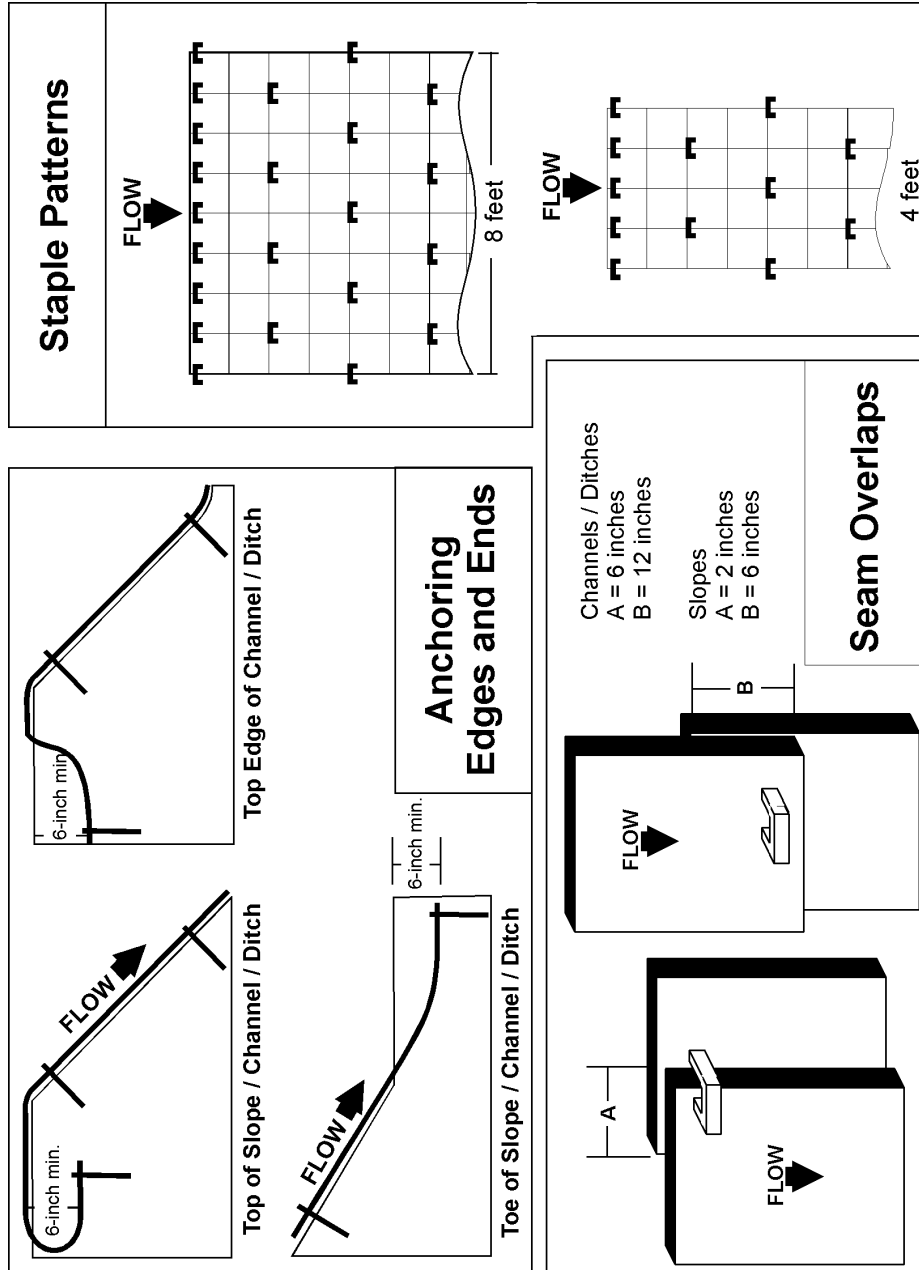 6-inch min.
FLOW
Top of Slope / Channel / Ditch
6-inch min.
Top Edge of Channel / Ditch
FLOW
6-inch min.
Toe of Slope / Channel / Ditch
Anchoring
Edges and Ends
Staple Patterns
FLOW
8 feet
FLOW
4 feet
A
FLOW
FLOW
B
Channels / Ditches
A = 6 inches
B = 12 inches
Slopes
A = 2 inches
B = 6 inches
Seam Overlaps